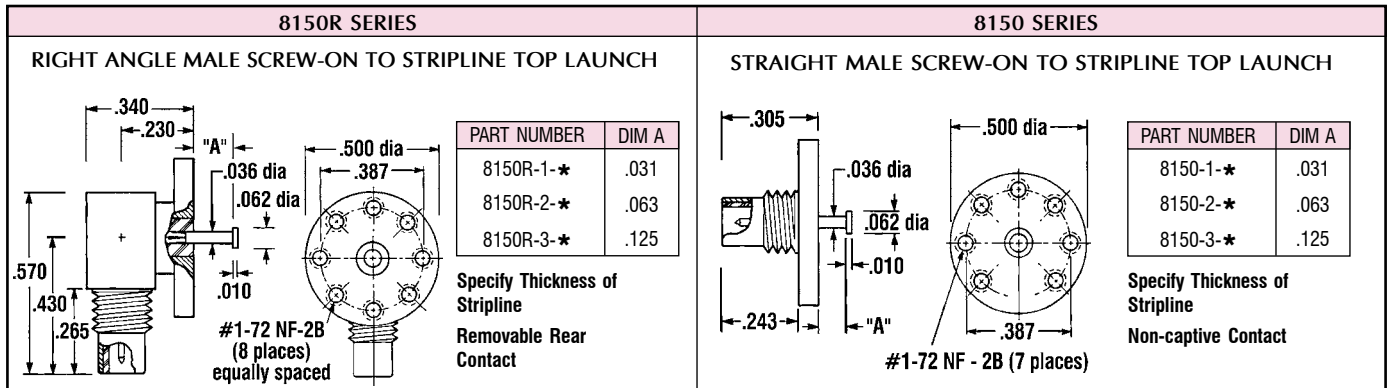 8150R SERIES
RIGHT ANGLE MALE SCREW-ON TO STRIPLINE TOP LAUNCH
.340
.230
"A"
.036 dia
.062 dia
.570
.430
.265
.010
.500 dia
.387
#1-72 NF-2B
(8 places)
equally spaced
PART NUMBER DIM A
8150R-1-★ .031
8150R-2-★ .063
8150R-3-★ .125
Specify Thickness of
Stripline
Removable Rear
Contact
8150 SERIES
STRAIGHT MALE SCREW-ON TO STRIPLINE TOP LAUNCH
.305
.036 dia
.062 dia
.010
.243
"A"
.500 dia
.387
#1-72 NF - 2B (7 places)
PART NUMBER DIM A
8150-1-★ .031
8150-2-★ .063
8150-3-★ .125
Specify Thickness of
Stripline
Non-captive Contact